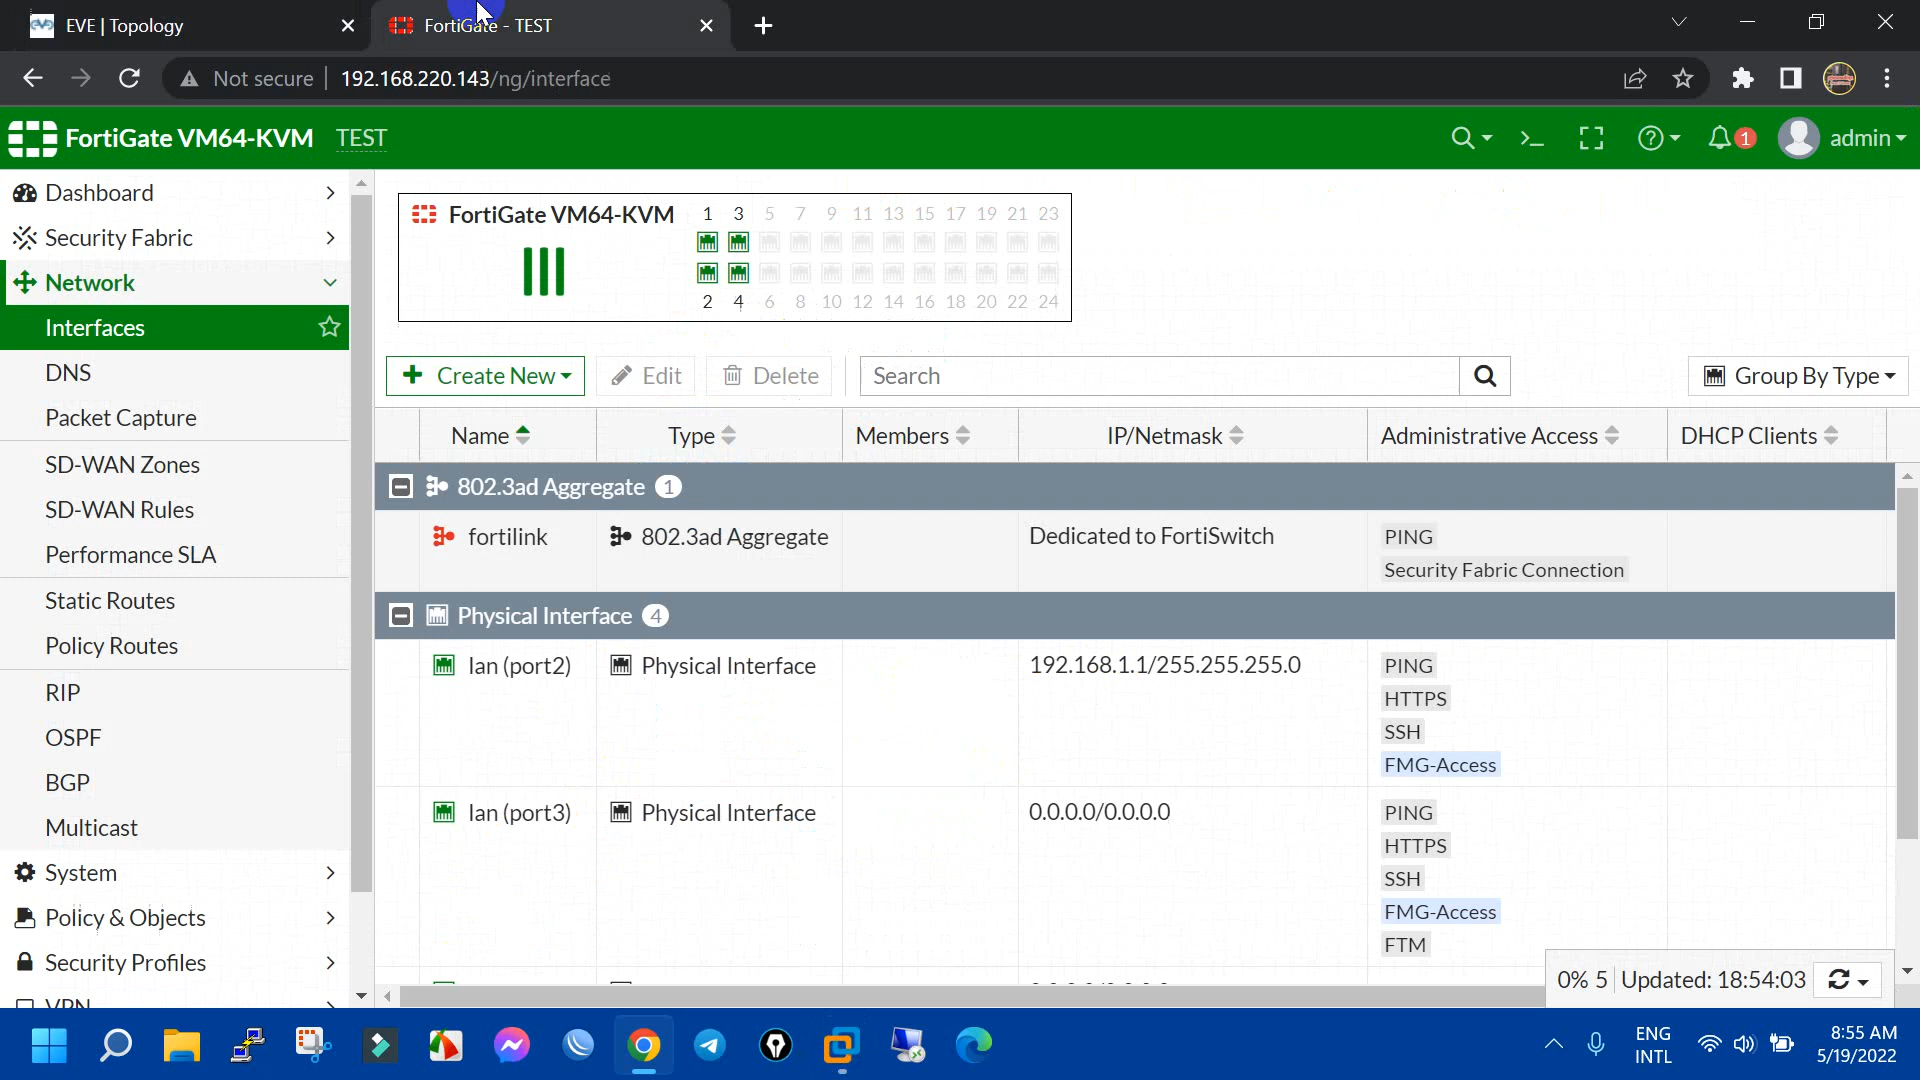 EVE | Topology
FortiGate - TEST
Not secure
192.168.220.143/ng/interface
FortiGate VM64-KVM TEST
1
admin
Dashboard
Security Fabric
Network
Interfaces
DNS
Packet Capture
SD-WAN Zones
SD-WAN Rules
Performance SLA
Static Routes
Policy Routes
RIP
OSPF
BGP
Multicast
System
Policy & Objects
Security Profiles
VPN
FortiGate VM64-KVM
1 3 5 7 9 11 13 15 17 19 21 23
2 4 6 8 10 12 14 16 18 20 22 24
Create New Edit Delete Search Group By Type
Name Type Members IP/Netmask Administrative Access DHCP Clients
802.3ad Aggregate 1
fortilink 802.3ad Aggregate Dedicated to FortiSwitch PING
Security Fabric Connection
Physical Interface 4
lan (port2) Physical Interface 192.168.1.1/255.255.255.0 PING
HTTPS
SSH
FMG-Access
lan (port3) Physical Interface 0.0.0.0/0.0.0.0 PING
HTTPS
SSH
FMG-Access
FTM
0% 5 Updated: 18:54:03
ENG
INTL
8:55 AM
5/19/2022